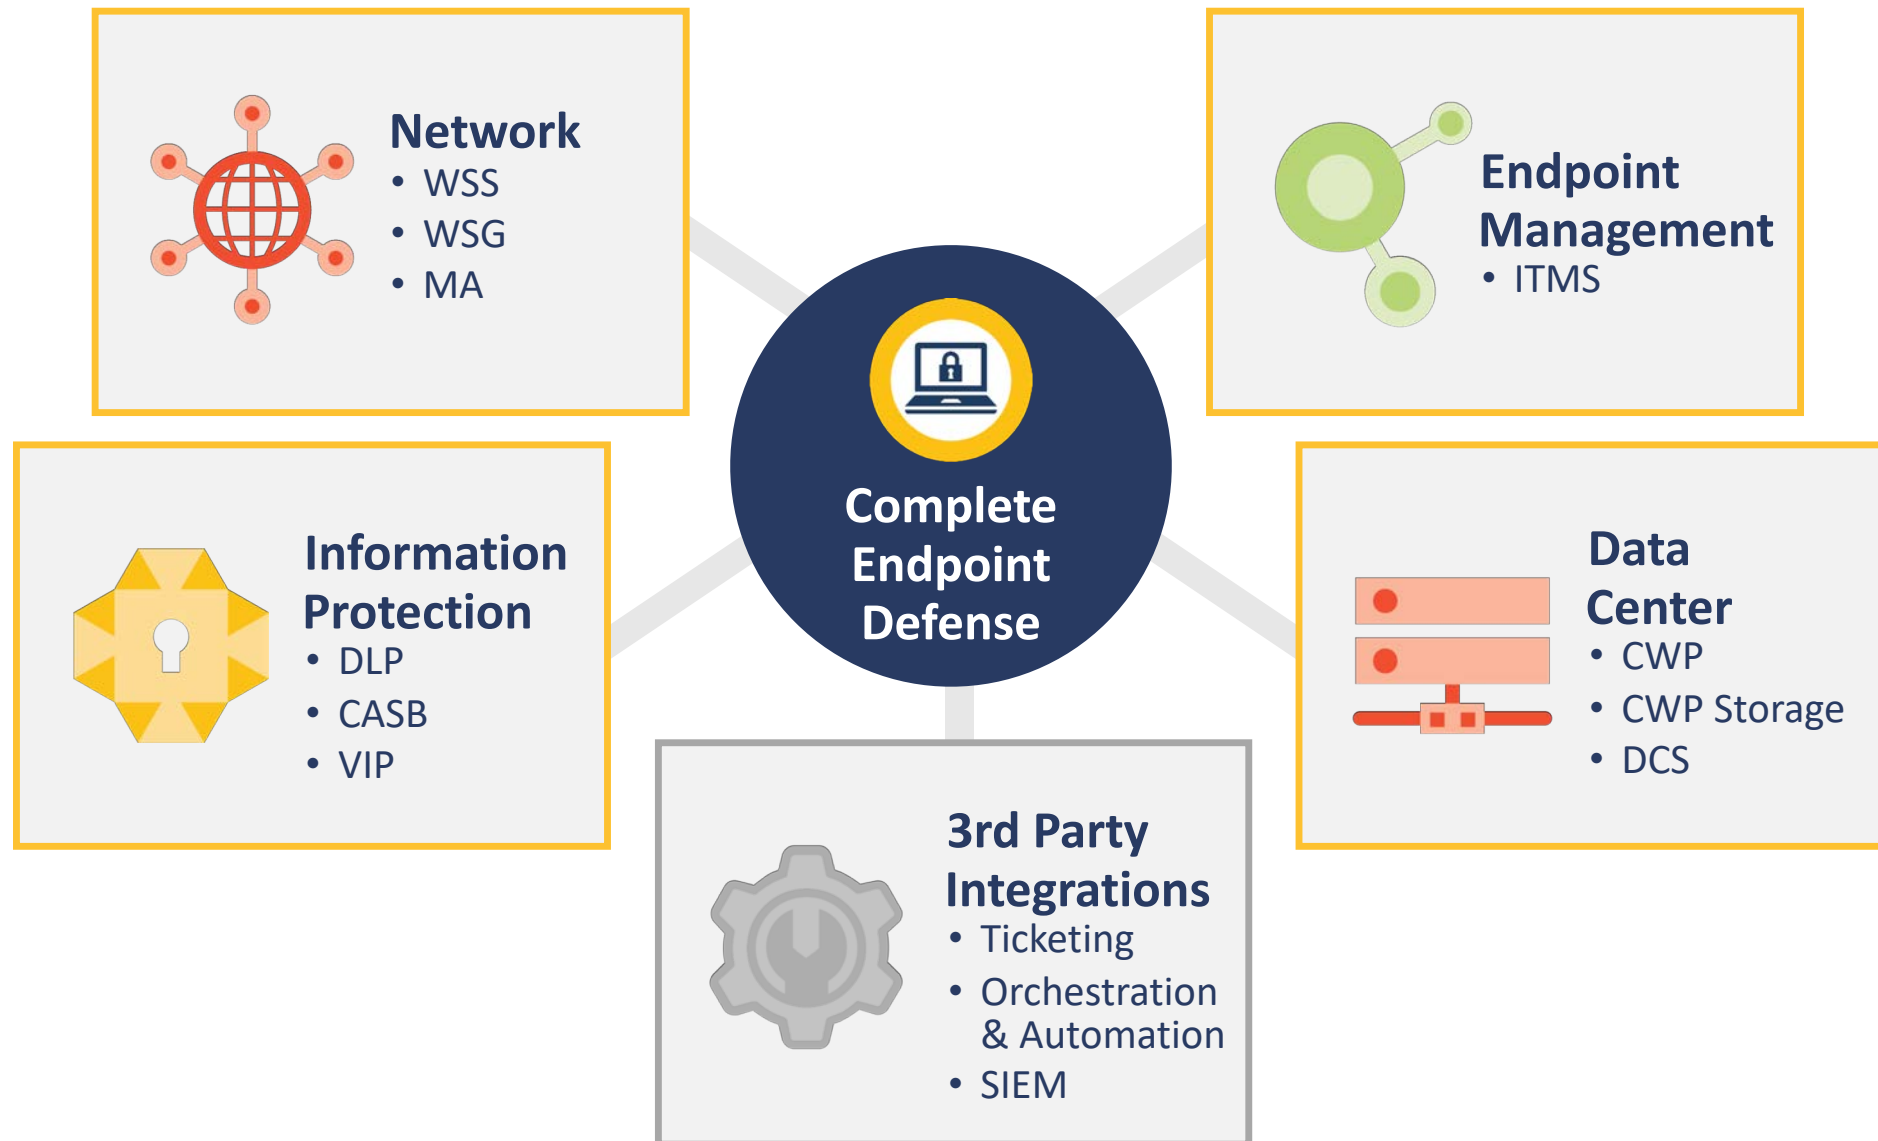 Network
• WSS
• WSG
• MA
Endpoint
Management
• ITMS
Complete
Endpoint
Defense
Information
Protection
• DLP
• CASB
• VIP
Data
Center
• CWP
• CWP Storage
• DCS
3rd Party
Integrations
• Ticketing
• Orchestration
& Automation
• SIEM